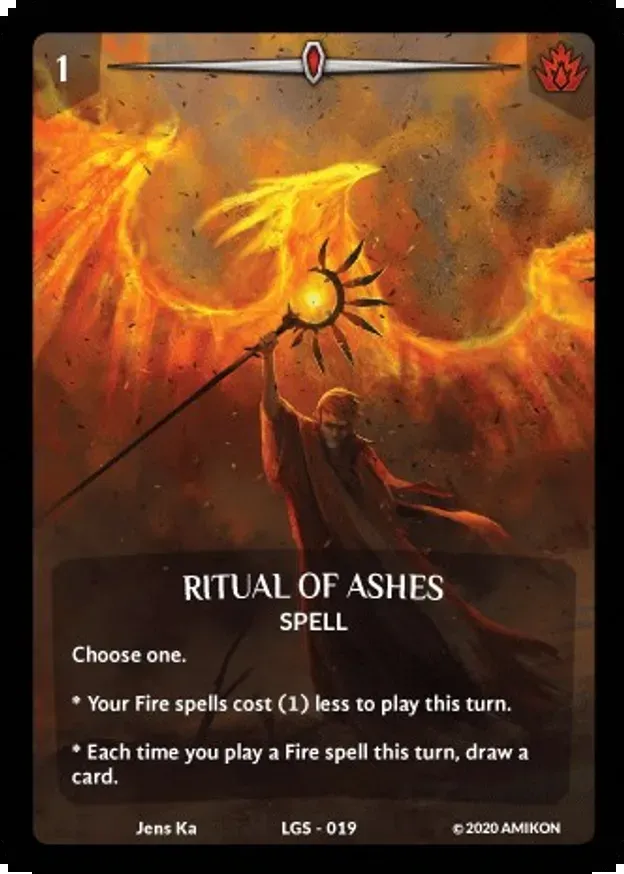 1
RITUAL OF ASHES
SPELL
Choose one.
* Your Fire spells cost (1) less to play this turn.
* Each time you play a Fire spell this turn, draw a
card.
Jens Ka LGS - 019 © 2020 AMIKON